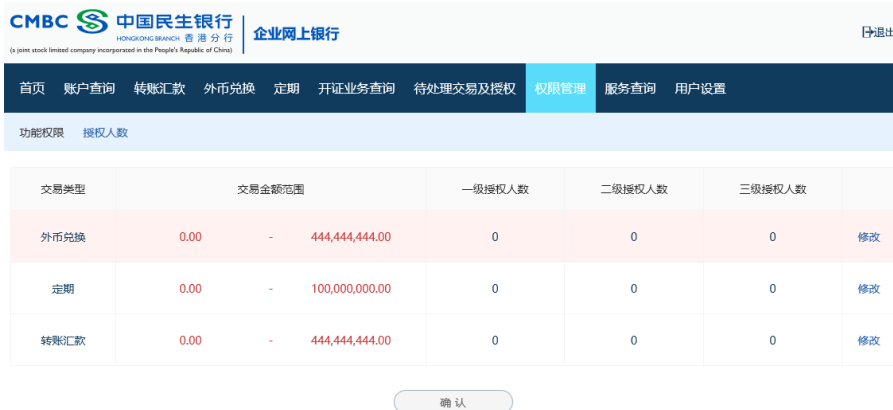 CMBC 中国民生银行
HONGKONG BRANCH 香港分行
(a joint stock limited company incorporated in the People's Republic of China)
企业网上银行
退出
首页 账户查询 转账汇款 外币兑换 定期 开证业务查询 待处理交易及授权 权限管理 服务查询 用户设置
功能权限 授权人数
交易类型 交易金额范围 一级授权人数 二级授权人数 三级授权人数
外币兑换 0.00 - 444,444,444.00 0 0 0 修改
定期 0.00 - 100,000,000.00 0 0 0 修改
转账汇款 0.00 - 444,444,444.00 0 0 0 修改
确认